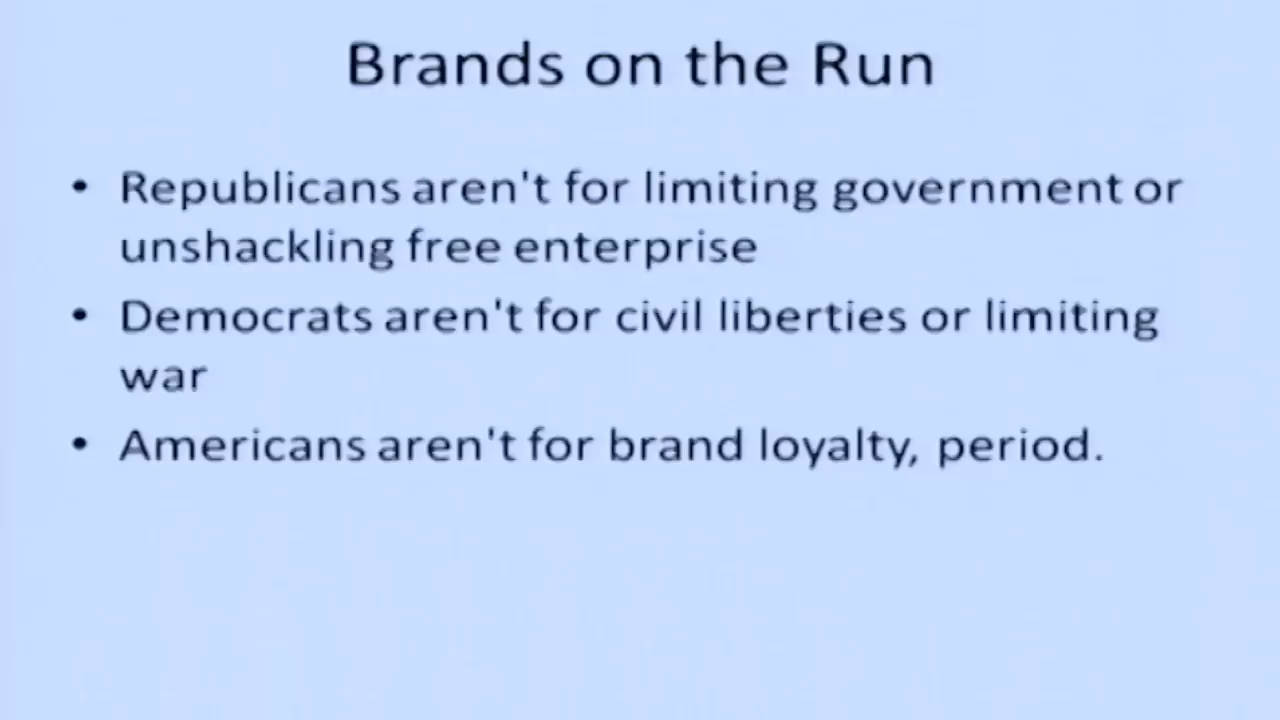 Brands on the Run
• Republicans aren't for limiting government or
unshackling free enterprise
• Democrats aren't for civil liberties or limiting
war
• Americans aren't for brand loyalty, period.